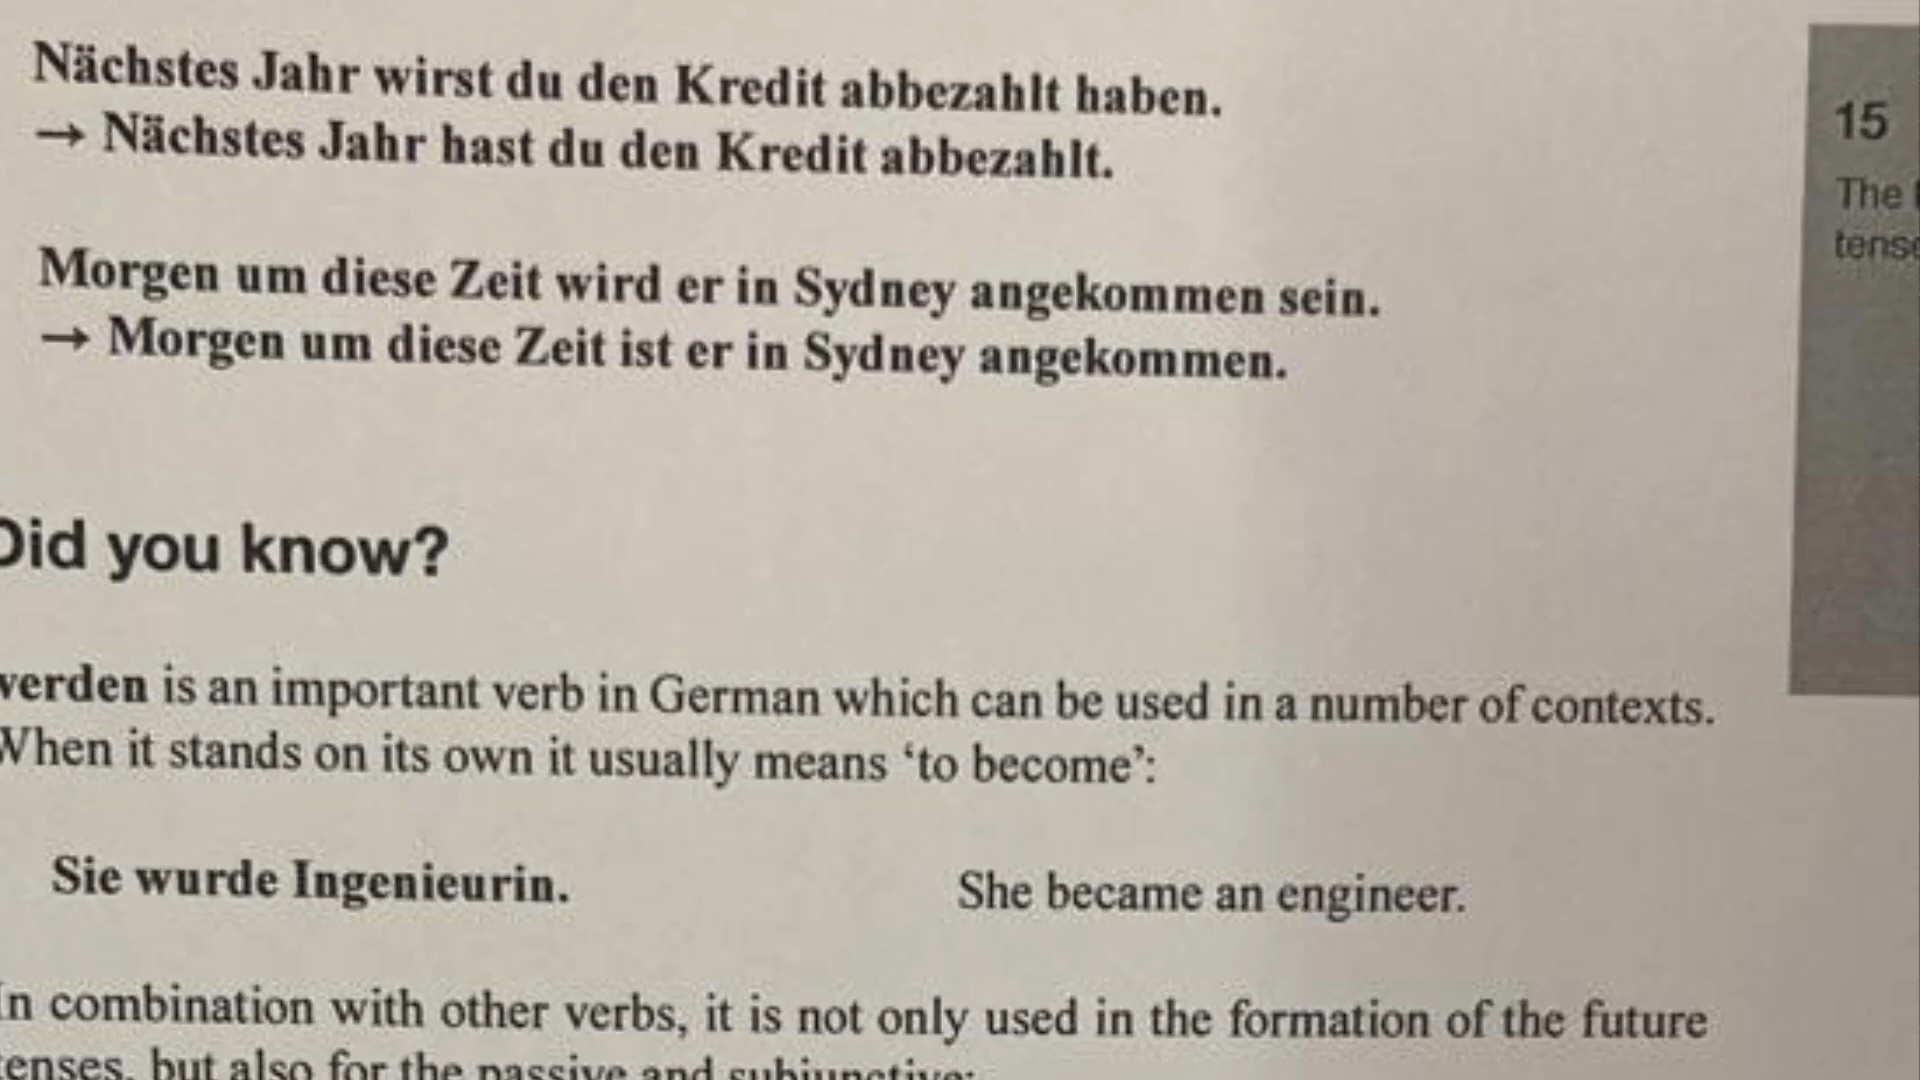 Nächstes Jahr wirst du den Kredit abbezahlt haben.
→ Nächstes Jahr hast du den Kredit abbezahlt.
Morgen um diese Zeit wird er in Sydney angekommen sein.
→ Morgen um diese Zeit ist er in Sydney angekommen.
Did you know?
werden is an important verb in German which can be used in a number of contexts.
When it stands on its own it usually means ‘to become’:
Sie wurde Ingenieurin. She became an engineer.
In combination with other verbs, it is not only used in the formation of the future
tenses, but also for the passive and subjunctive:
15
The
tense